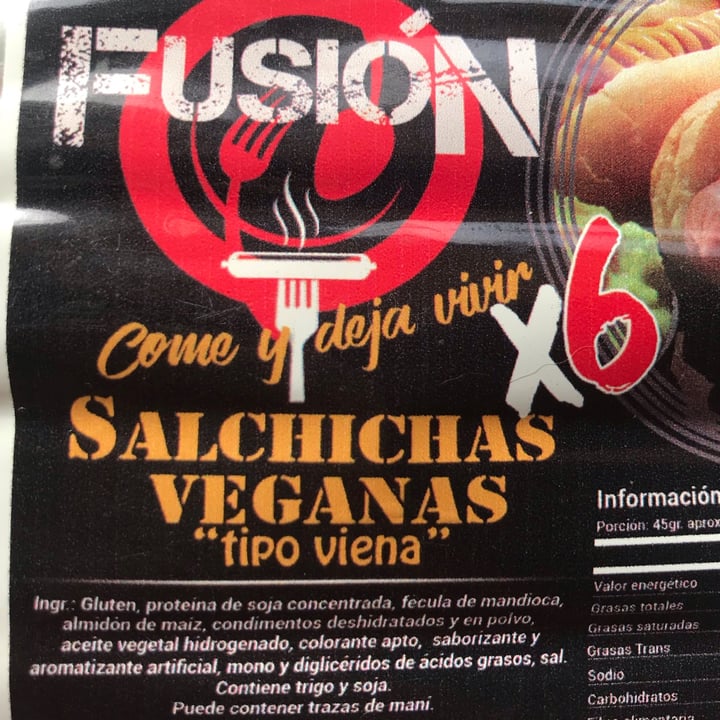 FUSIÓN
Come y deja vivir
X6
SALCHICHAS
VEGANAS
"tipo viena"
Ingr.: Gluten, proteina de soja concentrada, fecula de mandioca,
almidón de maíz, condimentos deshidratados y en polvo,
aceite vegetal hidrogenado, colorante apto, saborizante y
aromatizante artificial, mono y digliceridos de ácidos grasos, sal.
Contiene trigo y soja.
Puede contener trazas de maní.
Información
Porción: 45gr. aprox
Valor energético
Grasas totales
Grasas saturadas
Grasas Trans
Sodio
Carbohidratos